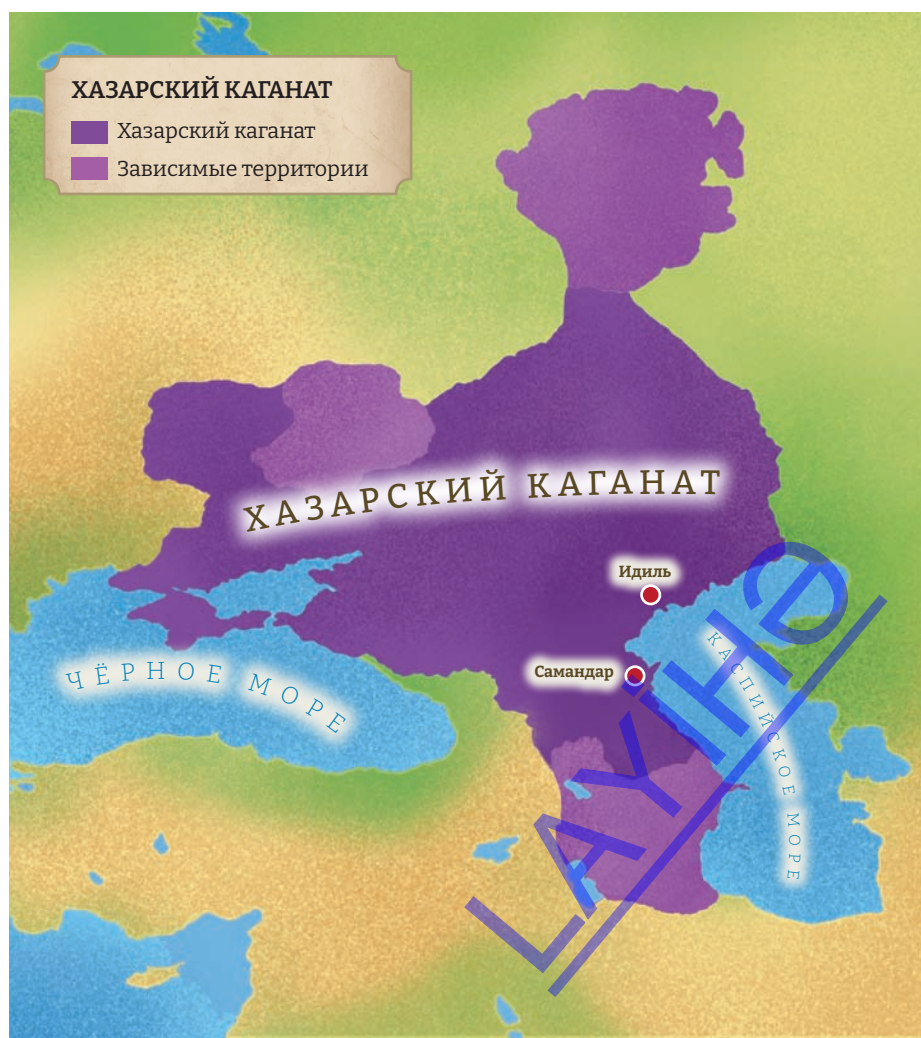 ХАЗАРСКИЙ КАГАНАТ
Хазарский каганат
Зависимые территории
ХАЗАРСКИЙ КАГАНАТ
Идиль
Самандар
ЧЁРНОЕ МОРЕ
КАСПИЙСКОЕ МОРЕ
LAYİHƏ